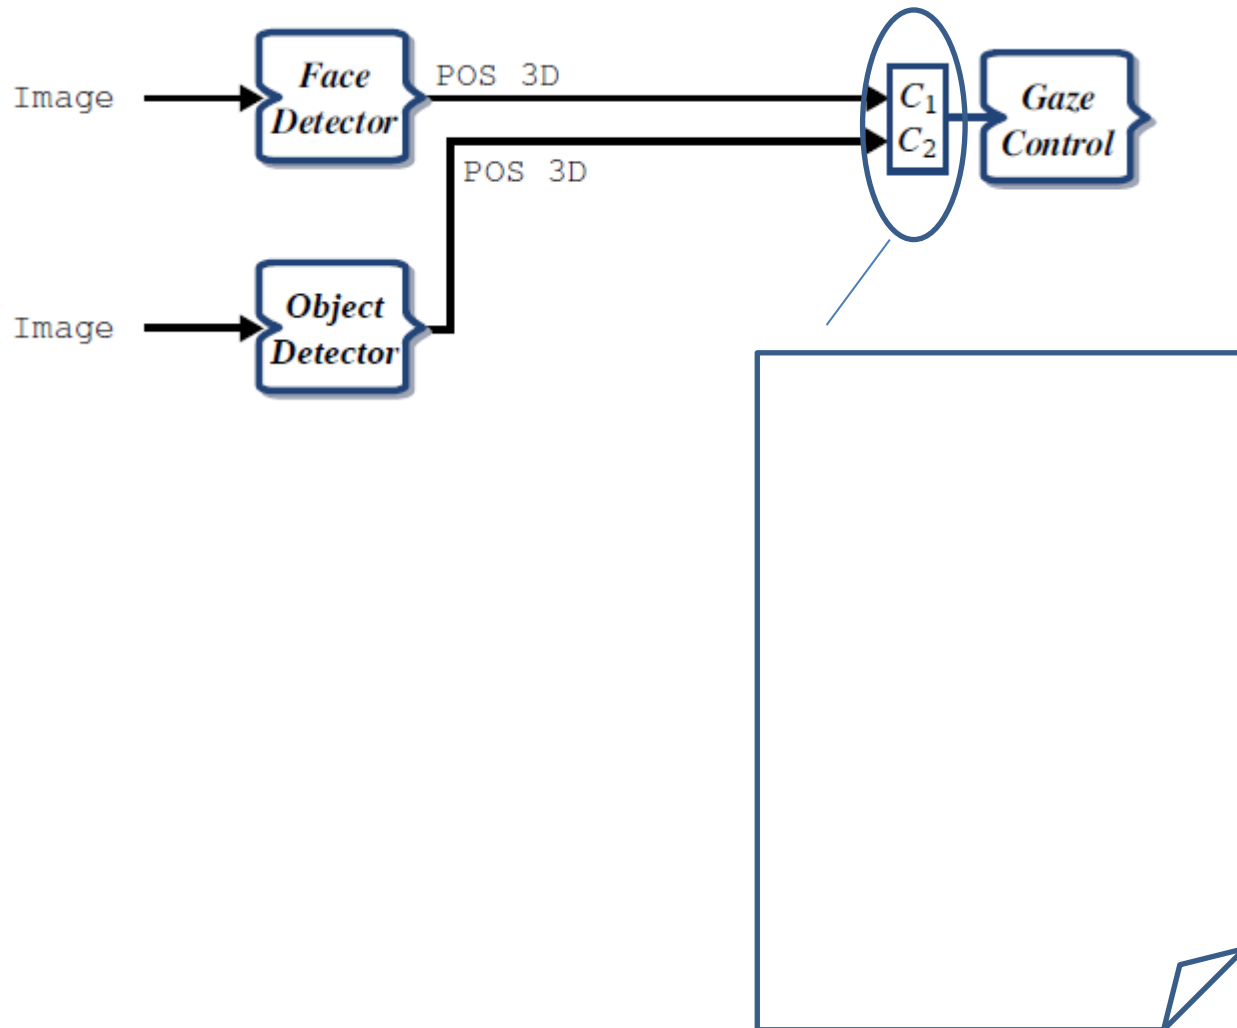 Image
Face
Detector
POS 3D
C₁
C₂
Gaze
Control
POS 3D
Image
Object
Detector